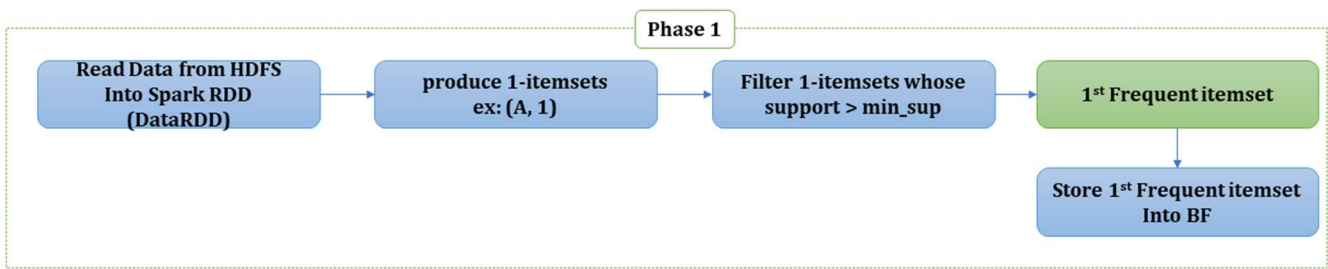 Phase 1
Read Data from HDFS
Into Spark RDD
(DataRDD)
produce 1-itemsets
ex: (A, 1)
Filter 1-itemsets whose
support > min_sup
1st Frequent itemset
Store 1st Frequent itemset
Into BF